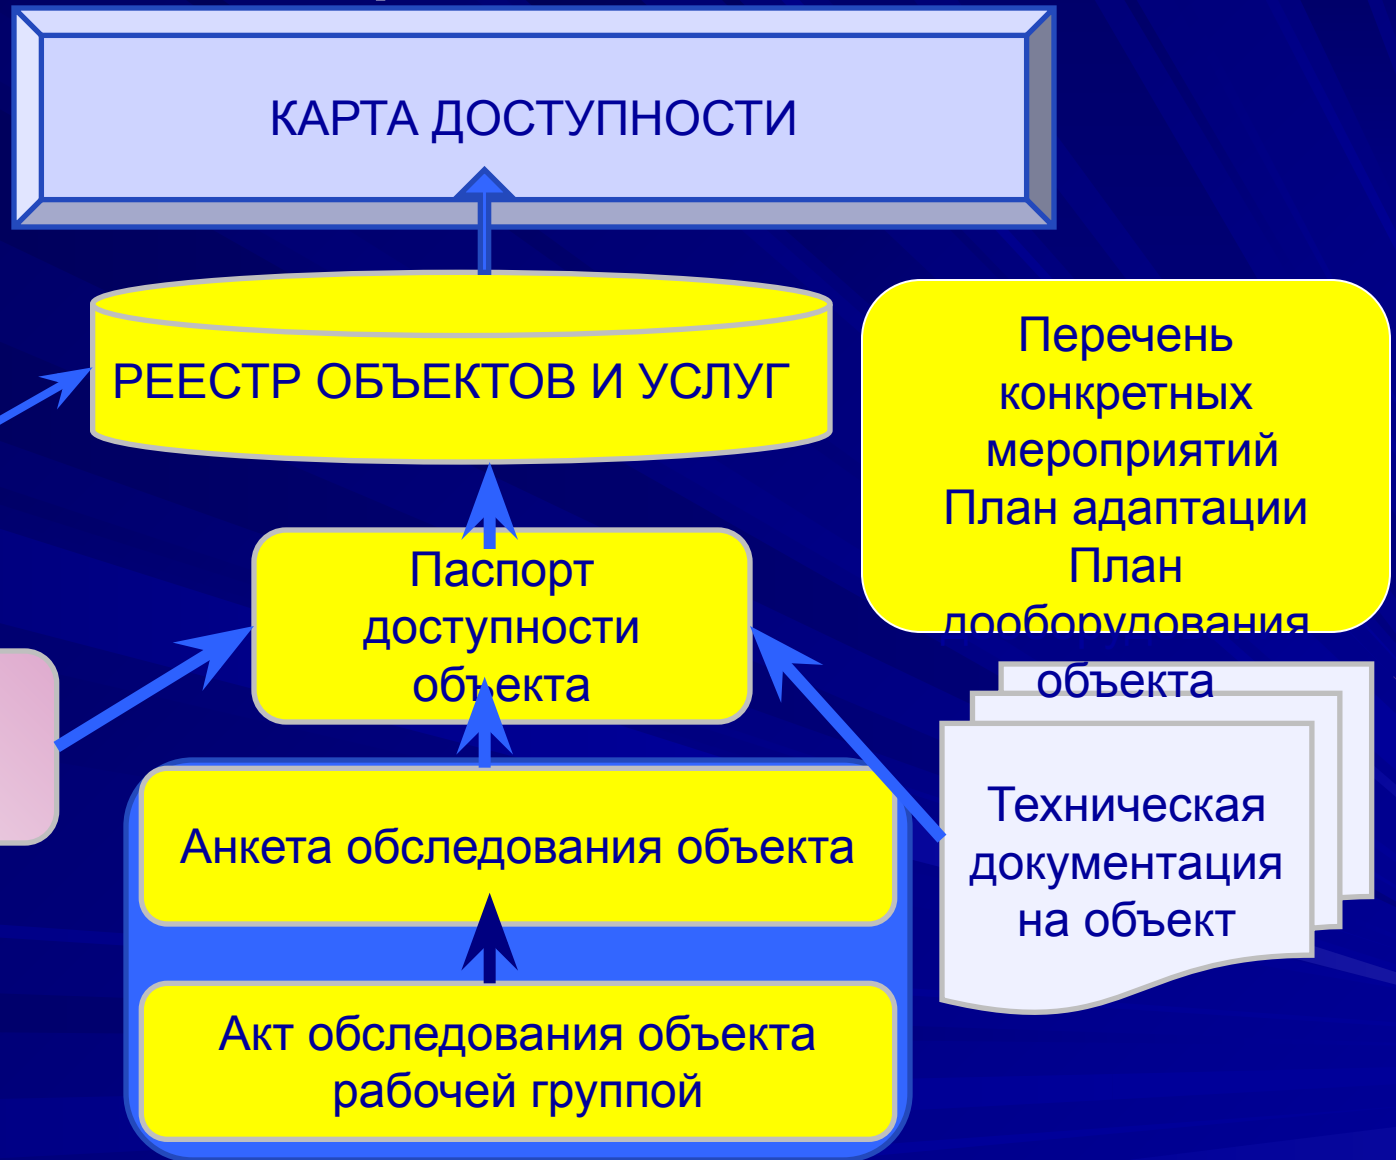 КАРТА ДОСТУПНОСТИ
РЕЕСТР ОБЪЕКТОВ И УСЛУГ
Перечень
конкретных
мероприятий
План адаптации
План
дооборудования
объекта
Паспорт
доступности
объекта
Анкета обследования объекта
Техническая
документация
на объект
Акт обследования объекта
рабочей группой